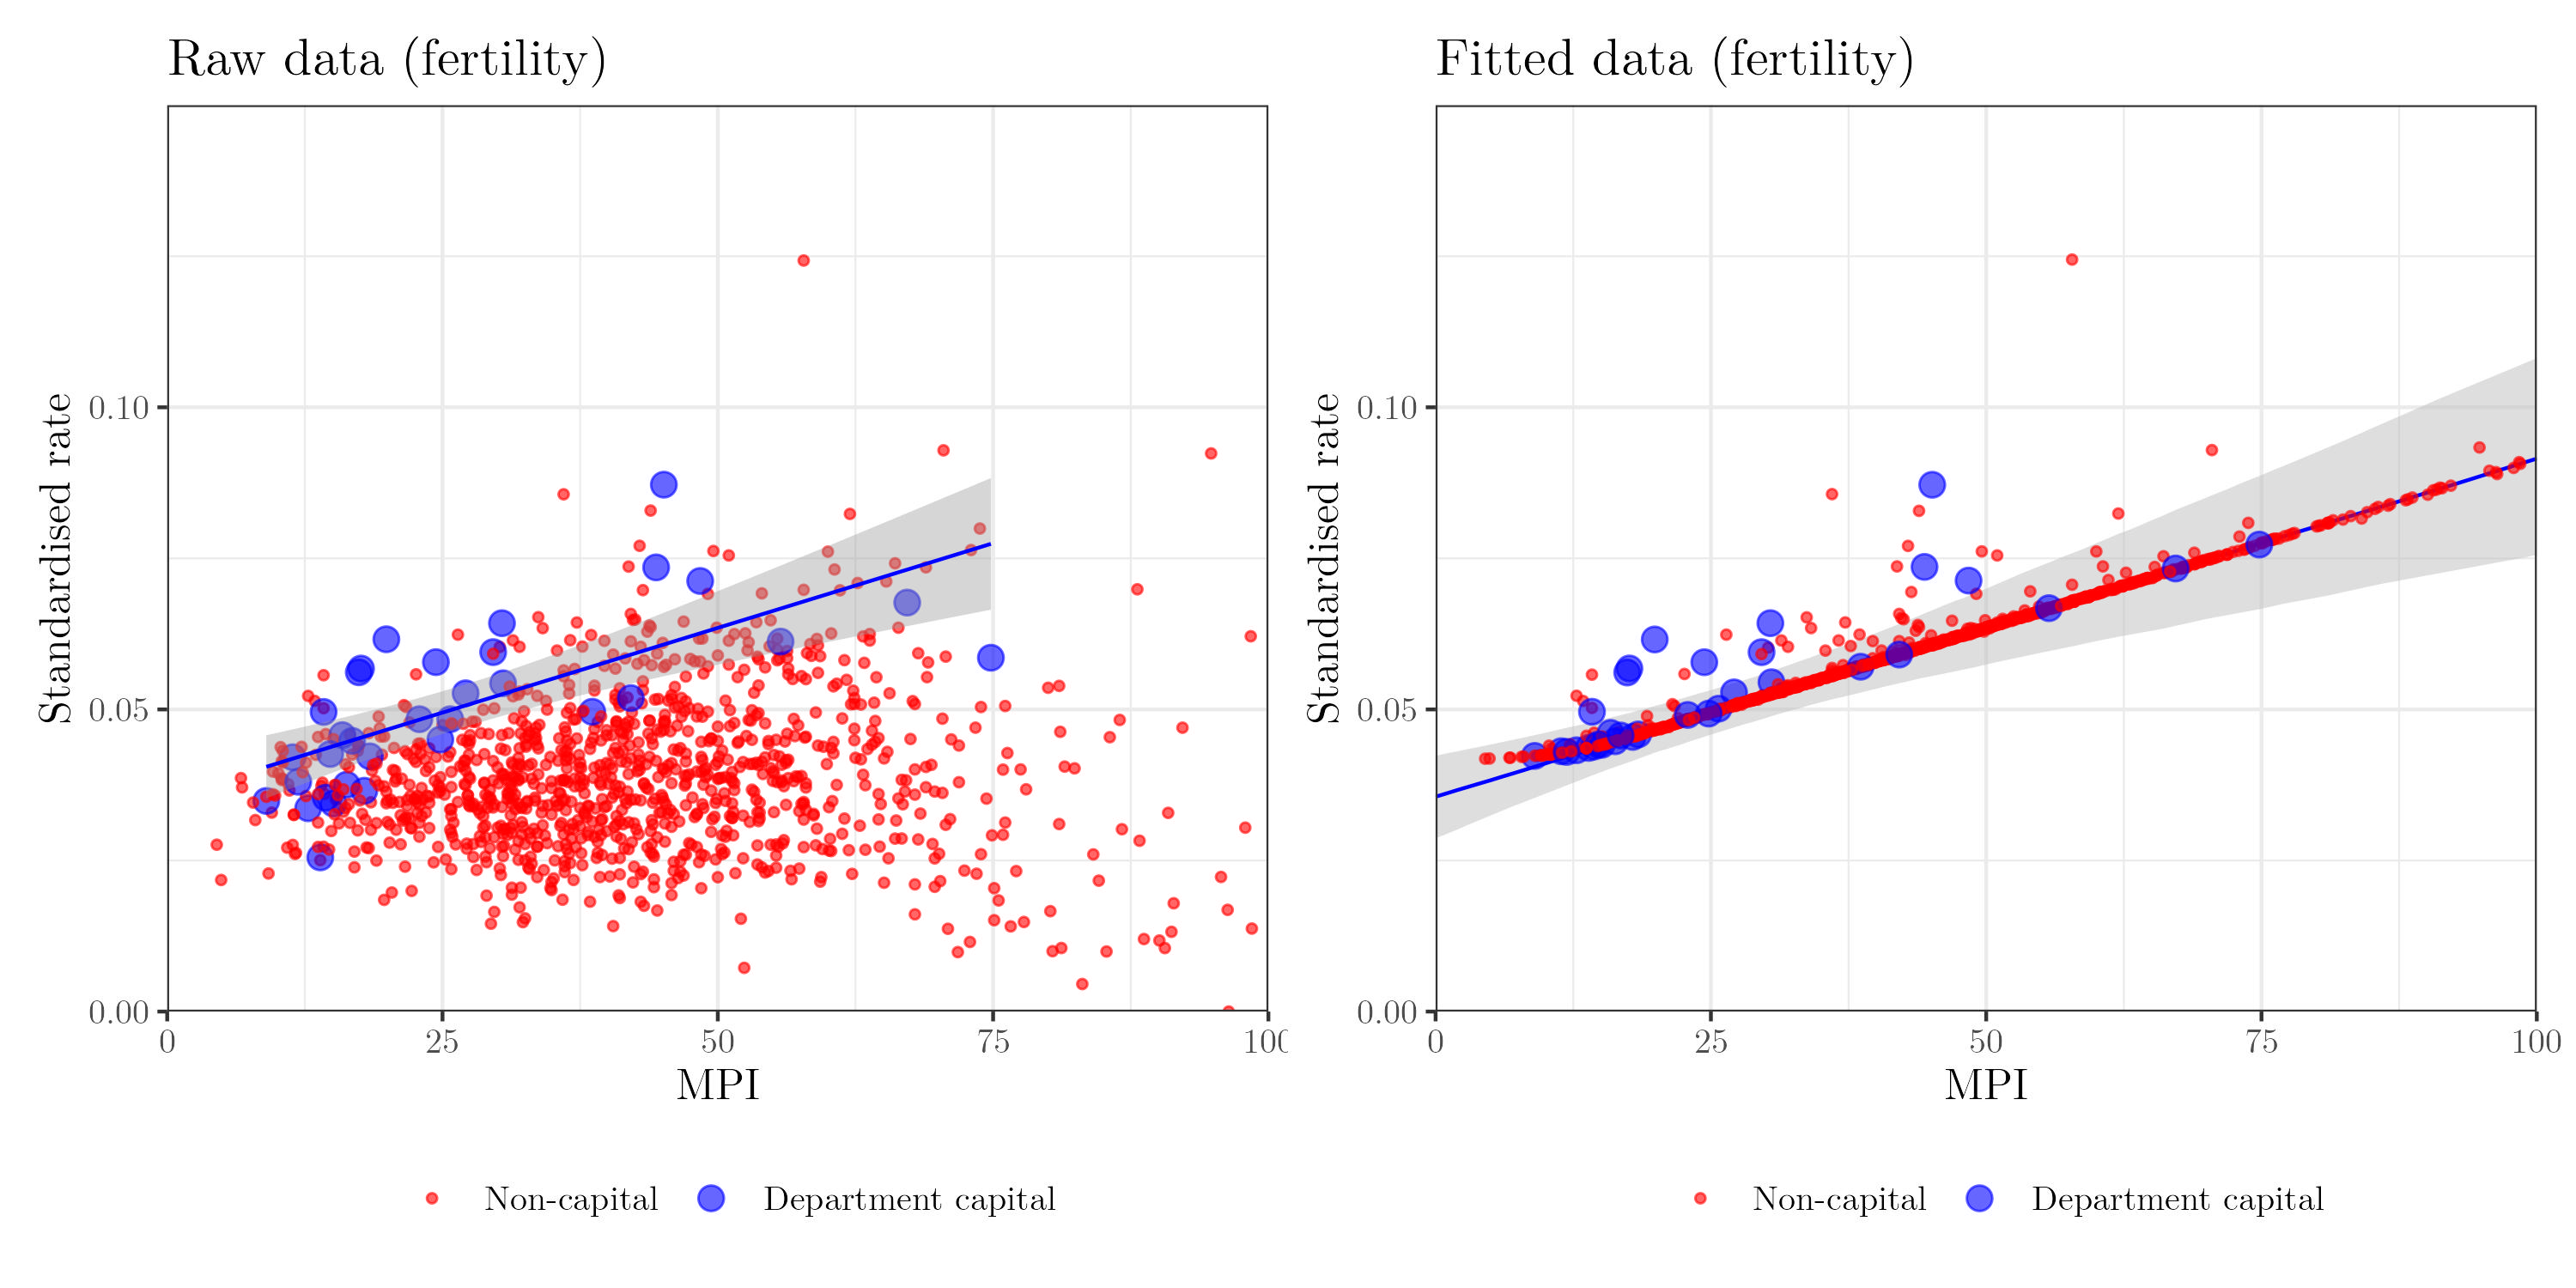 Raw data (fertility)
Standardised rate
0.10
0.05
0.00
0
25
50
75
100
MPI
Non-capital
Department capital
Fitted data (fertility)
Standardised rate
0.10
0.05
0.00
0
25
50
75
100
MPI
Non-capital
Department capital